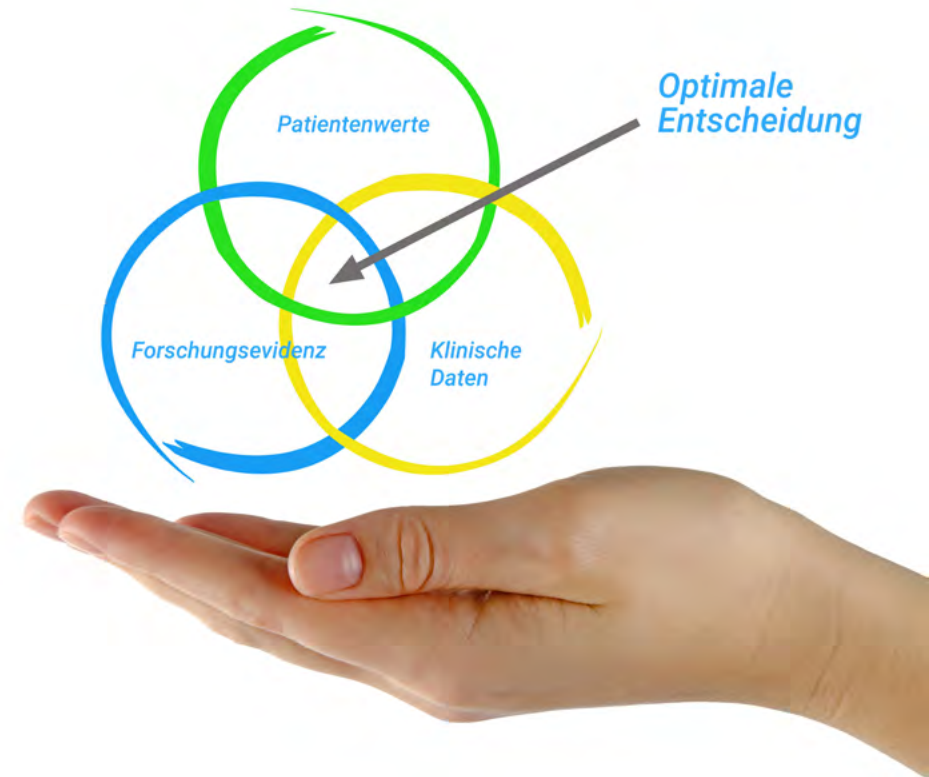 Patientenwerte
Optimale
Entscheidung
Forschungsevidenz
Klinische
Daten